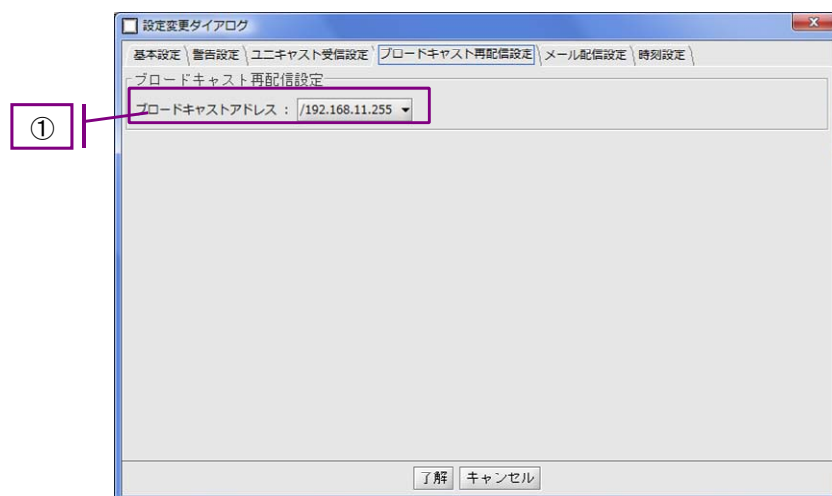 設定変更ダイアログ
基本設定 警告設定 ユニキャスト受信設定 ブロードキャスト再配信設定 メール配信設定 時刻設定
ブロードキャスト再配信設定
ブロードキャストアドレス : /192.168.11.255
①
了解 キャンセル